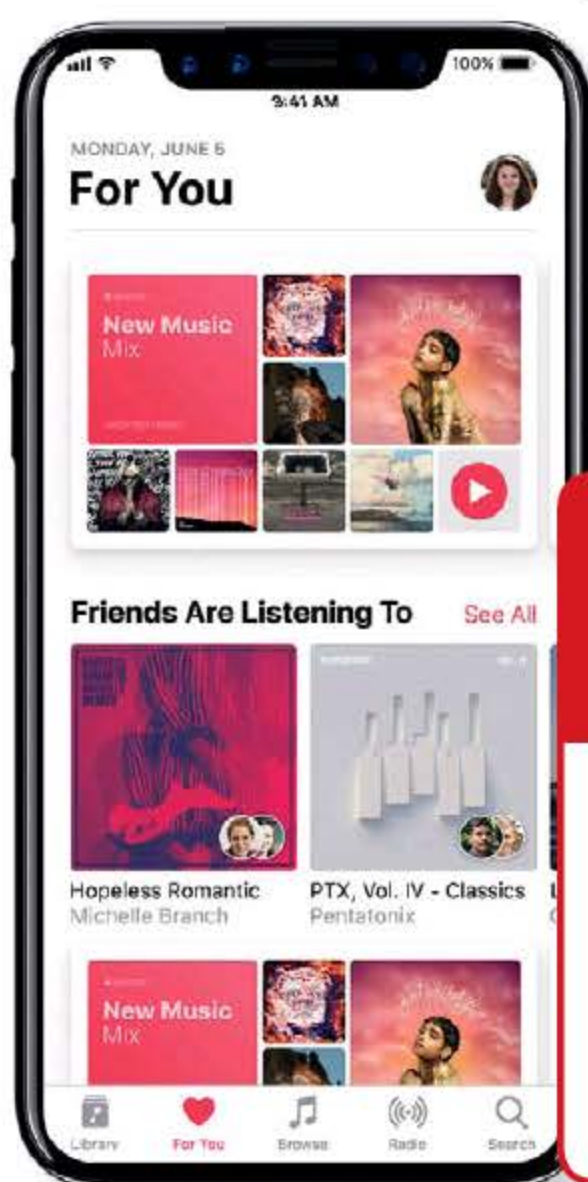 100%
9:41 AM
MONDAY, JUNE 5
For You
New Music
Mix
Friends Are Listening To See All
Hopeless Romantic
Michelle Branch
PTX, Vol. IV - Classics
Pentatonix
New Music
Mix
Library For You Browse Radio Search